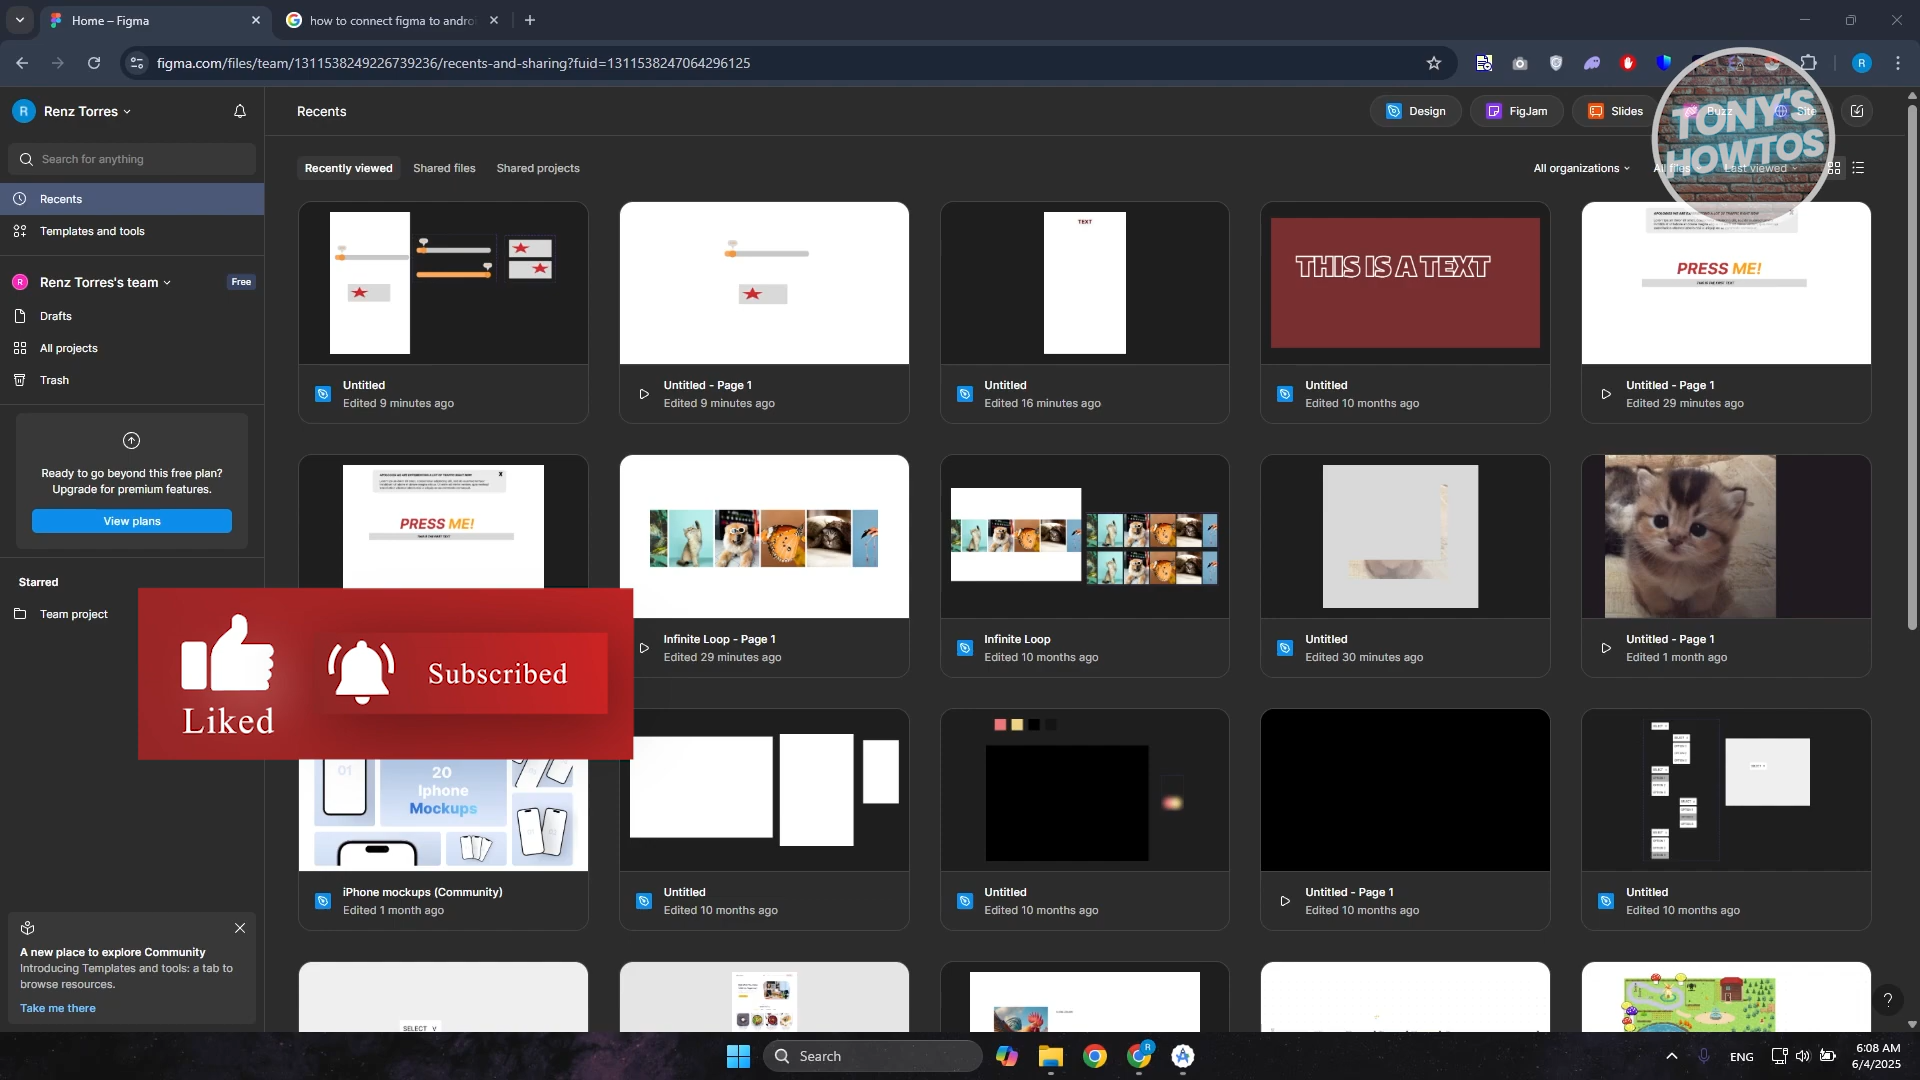 Home – Figma
how to connect figma to andro
figma.com/files/team/1311538249226739236/recents-and-sharing?fuid=1311538247064296125
R
R
Renz Torres
Recents
Design
FigJam
Slides
Buzz
Site
TONY'S
HOWTOS
Search for anything
Recently viewed
Shared files
Shared projects
All organizations
All files
Last viewed
Recents
Templates and tools
R
Renz Torres's team
Free
Drafts
All projects
Trash
Ready to go beyond this free plan?
Upgrade for premium features.
View plans
Starred
Team project
TEXT
THIS IS A TEXT
PRESS ME!
Untitled
Edited 9 minutes ago
Untitled - Page 1
Edited 9 minutes ago
Untitled
Edited 16 minutes ago
Untitled
Edited 10 months ago
Untitled - Page 1
Edited 29 minutes ago
PRESS ME!
Infinite Loop - Page 1
Edited 29 minutes ago
Infinite Loop
Edited 10 months ago
Untitled
Edited 30 minutes ago
Untitled - Page 1
Edited 1 month ago
Liked
Subscribed
01
20
Iphone
Mockups
iPhone mockups (Community)
Edited 1 month ago
Untitled
Edited 10 months ago
Untitled
Edited 10 months ago
Untitled - Page 1
Edited 10 months ago
Untitled
Edited 10 months ago
A new place to explore Community
Introducing Templates and tools: a tab to
browse resources.
Take me there
SELECT V
?
Search
R
ENG
6:08 AM
6/4/2025